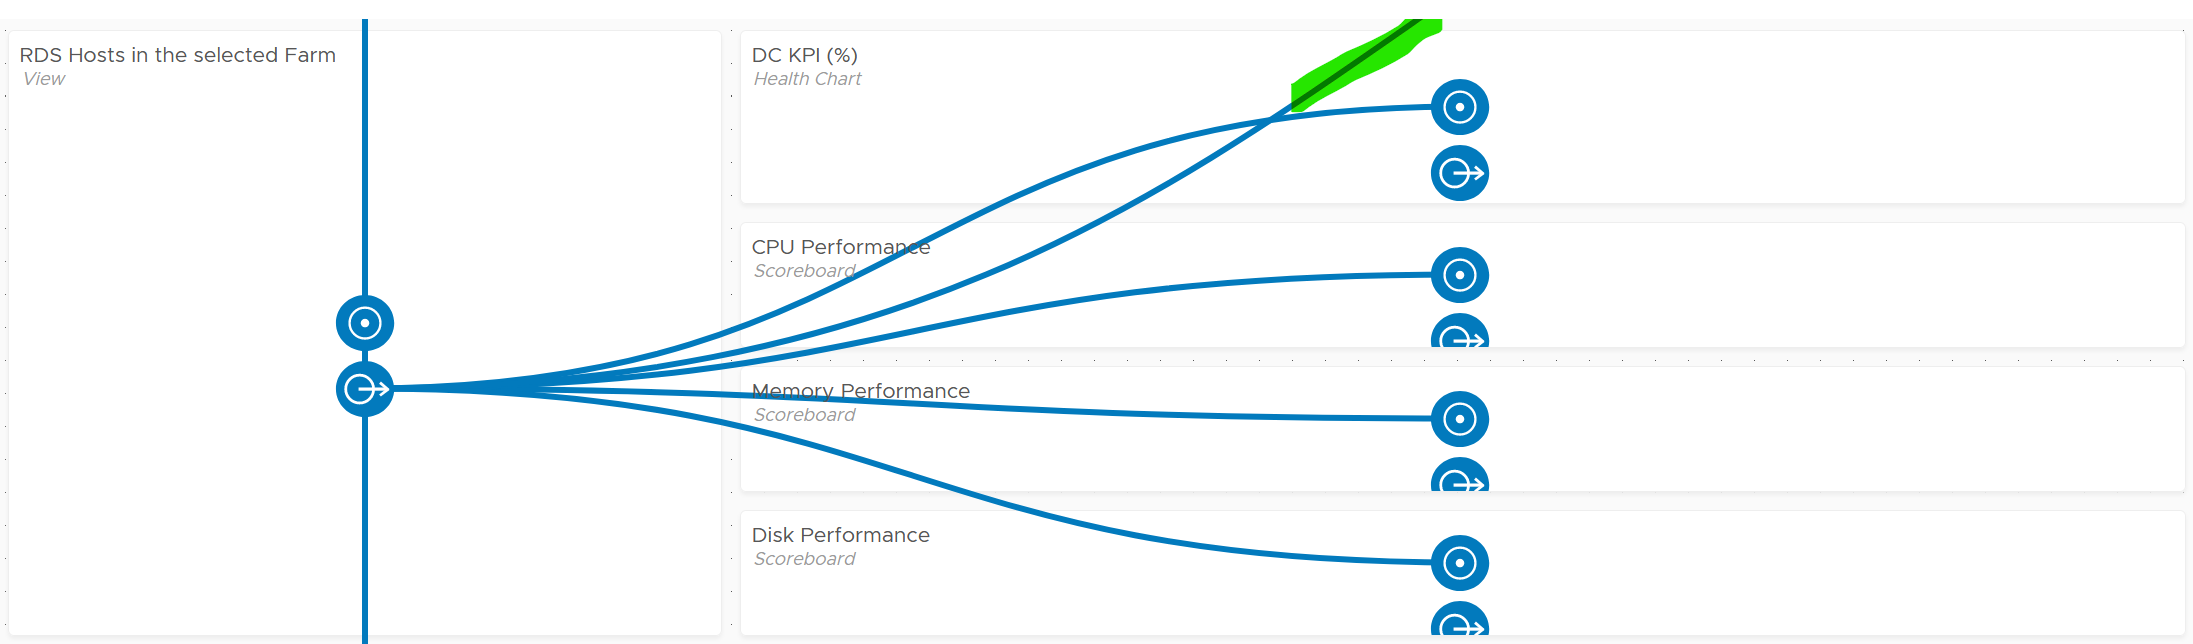 RDS Hosts in the selected Farm
View
DC KPI (%)
Health Chart
CPU Performance
Scoreboard
Memory Performance
Scoreboard
Disk Performance
Scoreboard